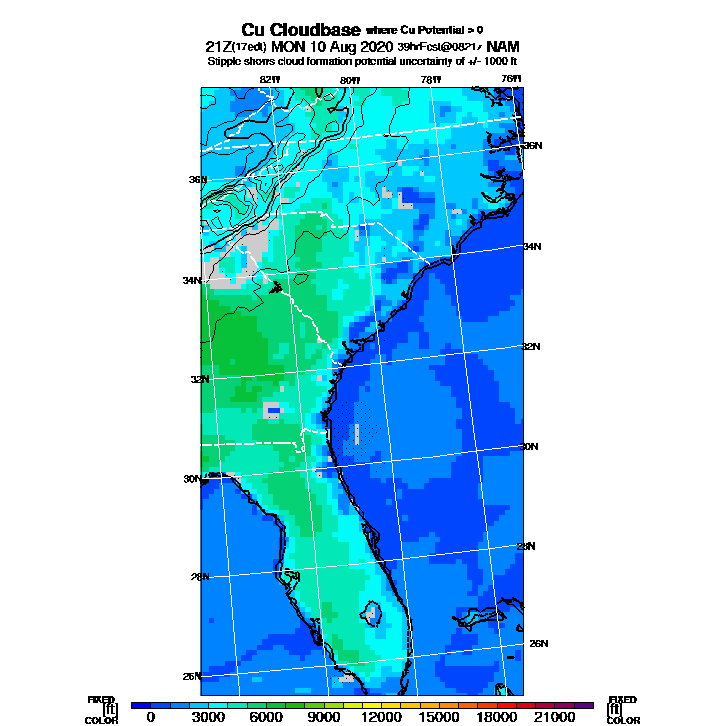 Cu Cloudbase where Cu Potential > 0
21Z(17edt) MON 10 Aug 2020 39hrFcst@0821z NAM
Stipple shows cloud formation potential uncertainty of +/- 1000 ft
82W 80W 78W 76W
36N
36N
34N
34N
32N
32N
30N
30N
28N
28N
26N
26N
FIXED
[ft]
COLOR
0 3000 6000 9000 12000 15000 18000 21000
FIXED
[ft]
COLOR